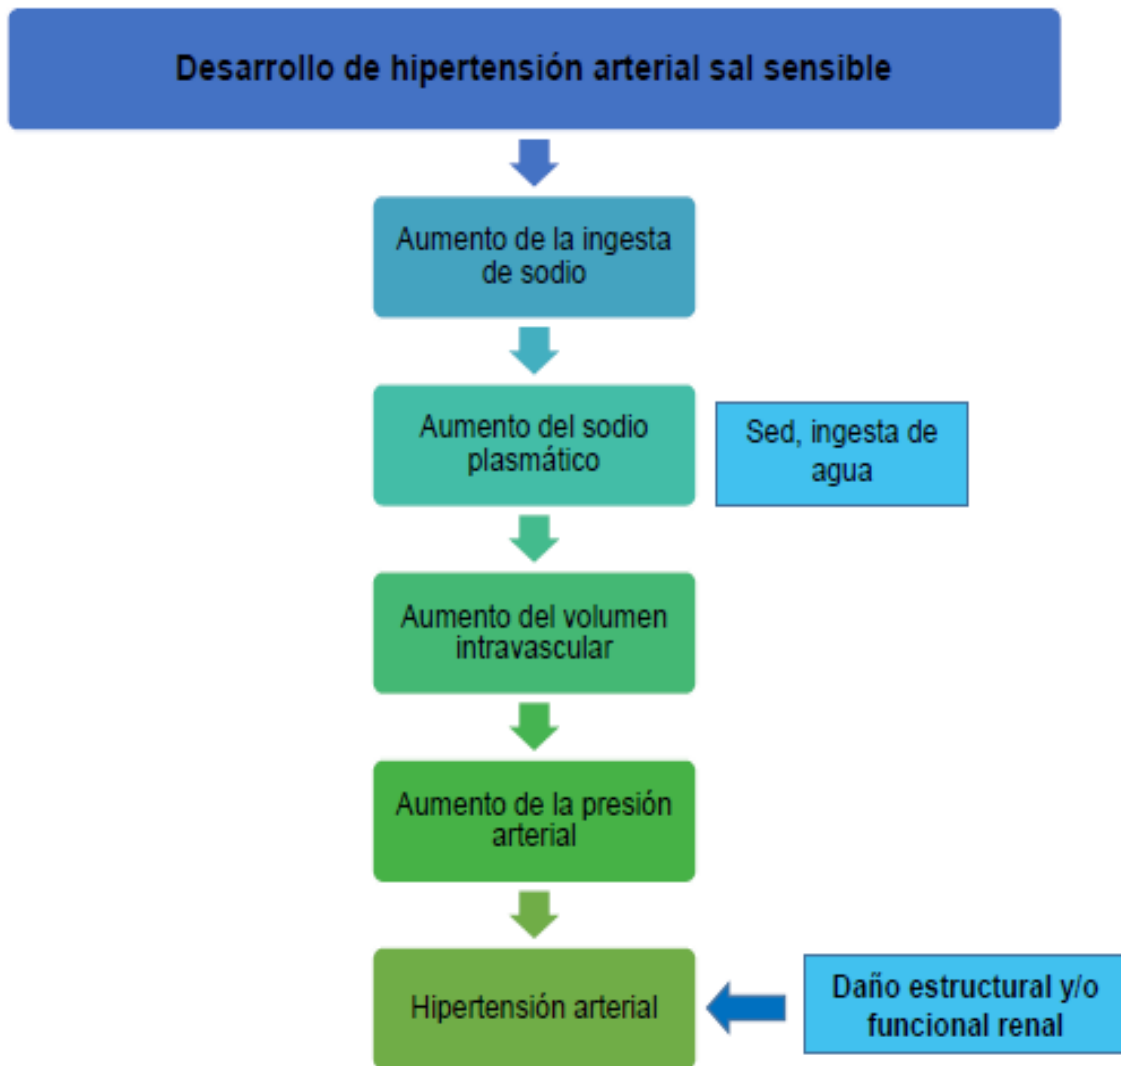 Desarrollo de hipertensión arterial sal sensible
Aumento de la ingesta
de sodio
Aumento del sodio
plasmático
Sed, ingesta de
agua
Aumento del volumen
intravascular
Aumento de la presión
arterial
Hipertensión arterial
Daño estructural y/o
funcional renal